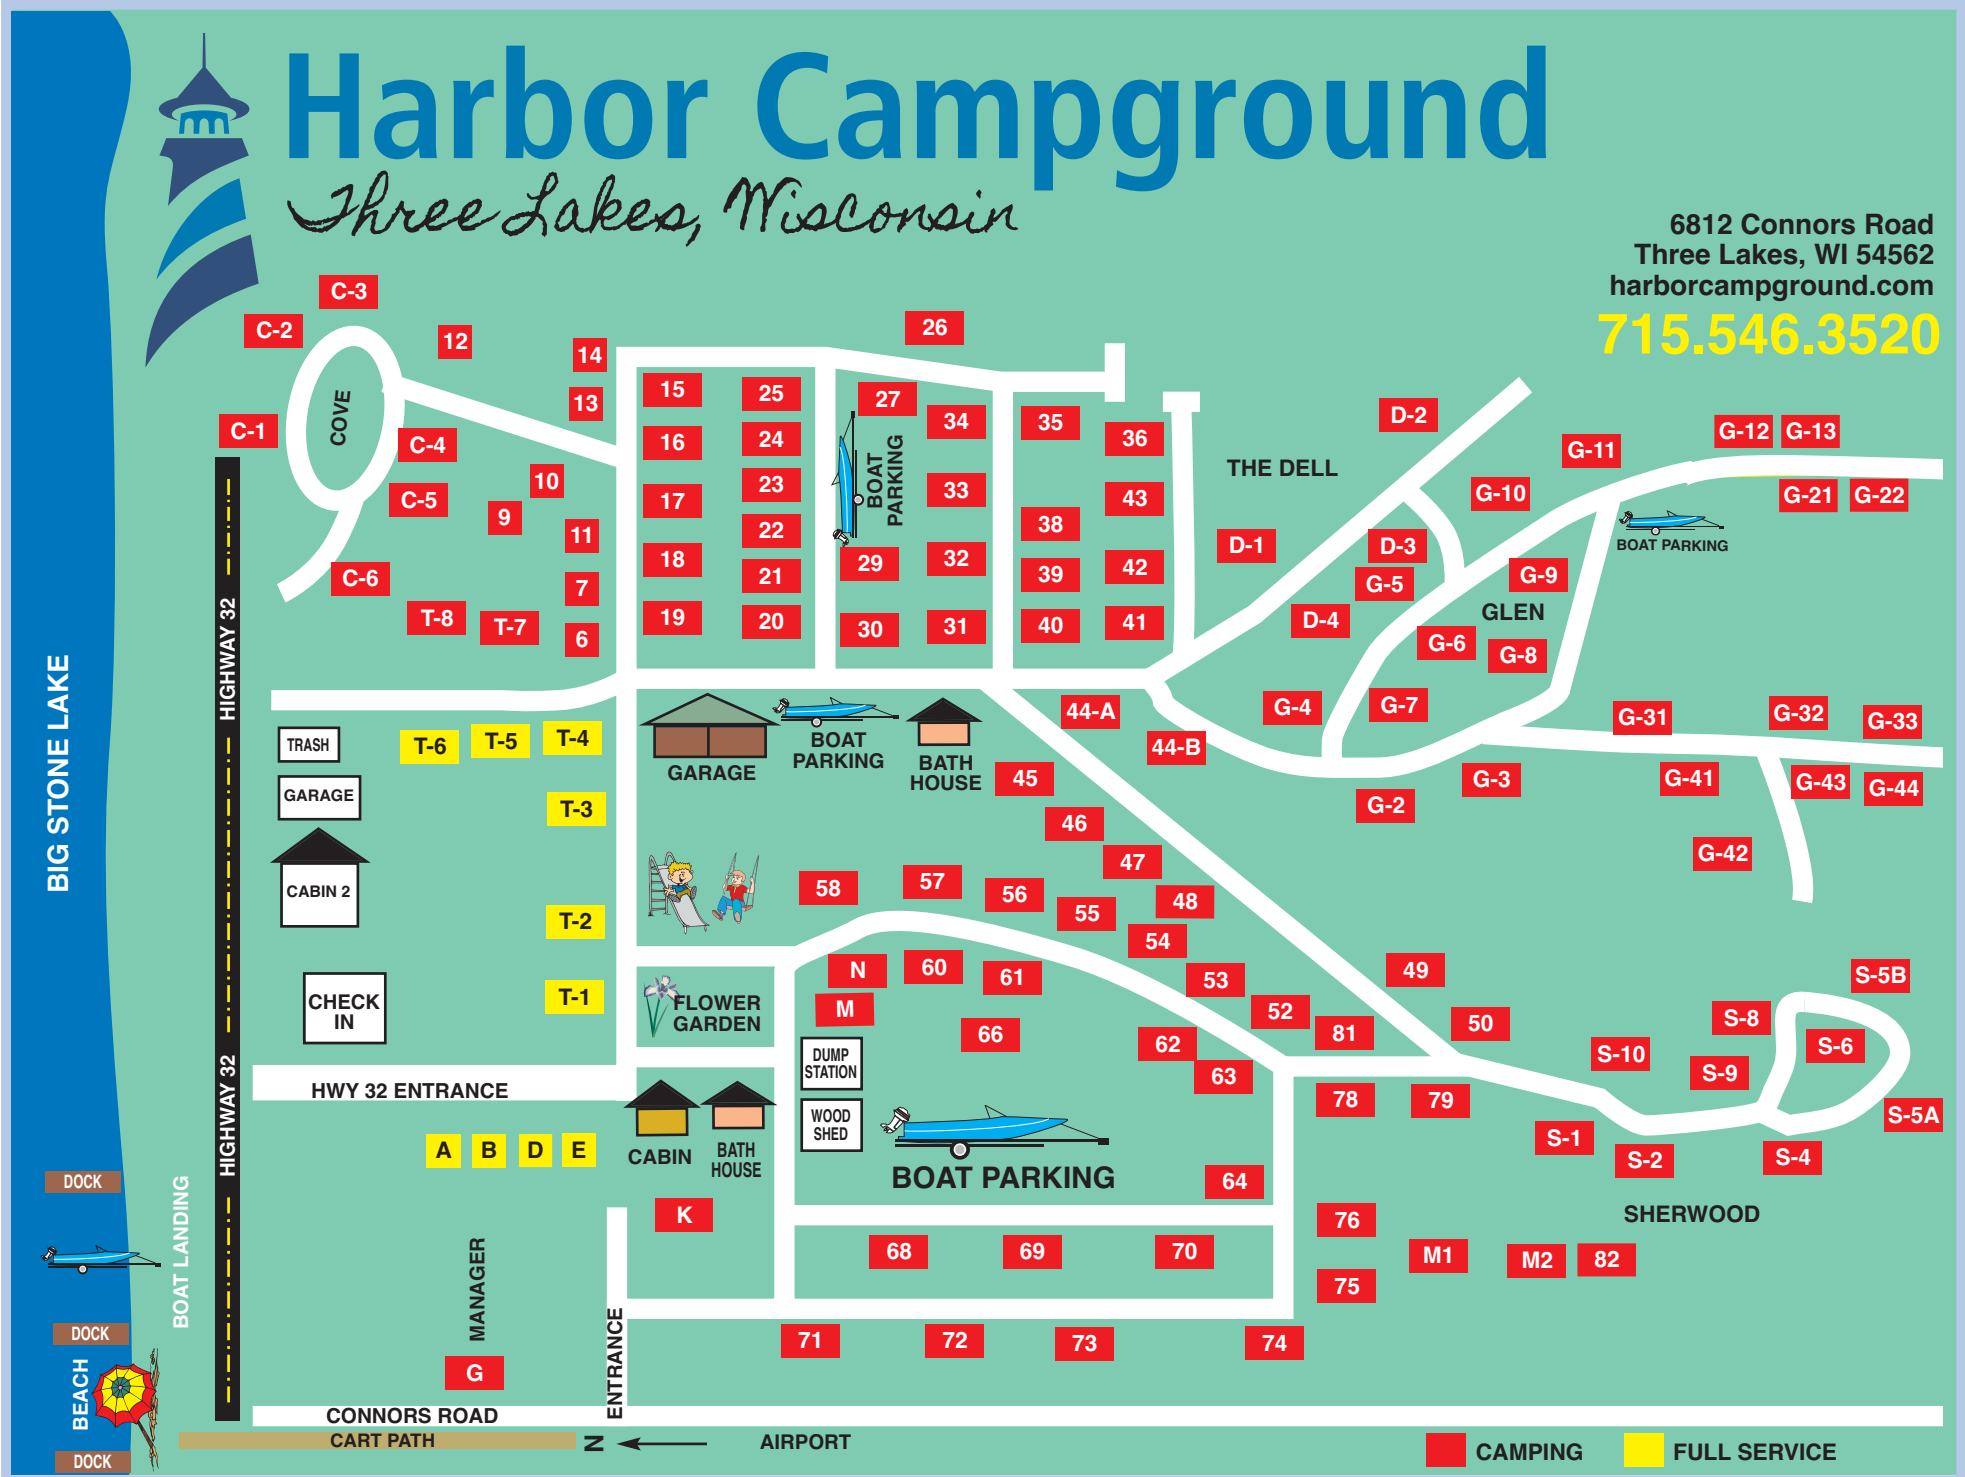 Harbor Campground
Three Lakes, Wisconsin
6812 Connors Road
Three Lakes, WI 54562
harborcampground.com
715.546.3520
C-3
C-2
12
14
26
C-1
COVE
C-4
C-5
C-6
13
10
9
11
7
6
T-8
T-7
15
16
17
18
19
25
24
23
22
21
20
27
BOAT
PARKING
29
30
34
33
32
31
35
38
39
40
36
43
42
41
THE DELL
D-2
D-1
D-3
D-4
G-5
G-10
G-11
G-12
G-13
G-21
G-22
BOAT PARKING
G-9
GLEN
G-6
G-8
G-4
G-7
G-31
G-32
G-33
G-3
G-2
G-41
G-43
G-44
G-42
BIG STONE LAKE
HIGHWAY 32
HIGHWAY 32
TRASH
GARAGE
CABIN 2
CHECK
IN
T-6
T-5
T-4
T-3
T-2
T-1
GARAGE
BOAT
PARKING
BATH
HOUSE
44-A
44-B
45
46
47
48
58
57
56
55
54
53
52
81
49
50
N
M
60
61
66
62
63
FLOWER
GARDEN
DUMP
STATION
WOOD
SHED
HWY 32 ENTRANCE
A
B
D
E
CABIN
BATH
HOUSE
K
BOAT PARKING
64
78
79
S-10
S-8
S-9
S-6
S-5B
S-5A
S-1
S-2
S-4
SHERWOOD
76
75
M1
M2
82
68
69
70
71
72
73
74
DOCK
BOAT LANDING
DOCK
BEACH
DOCK
MANAGER
G
ENTRANCE
CONNORS ROAD
CART PATH
N
AIRPORT
CAMPING
FULL SERVICE